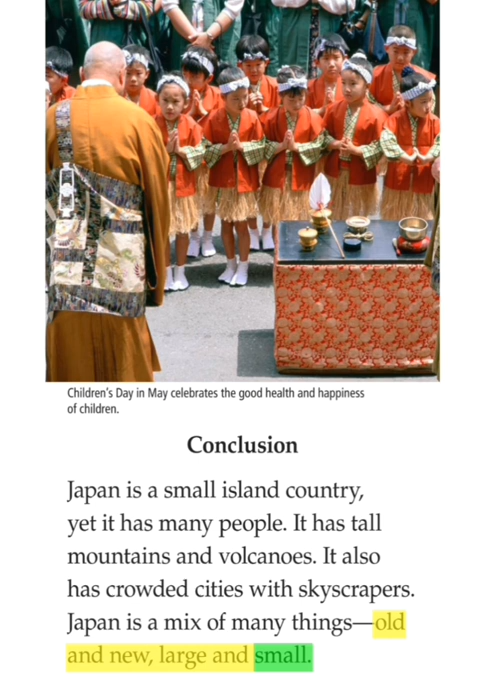 Children's Day in May celebrates the good health and happiness
of children.
Conclusion
Japan is a small island country,
yet it has many people. It has tall
mountains and volcanoes. It also
has crowded cities with skyscrapers.
Japan is a mix of many things—old
and new, large and small.